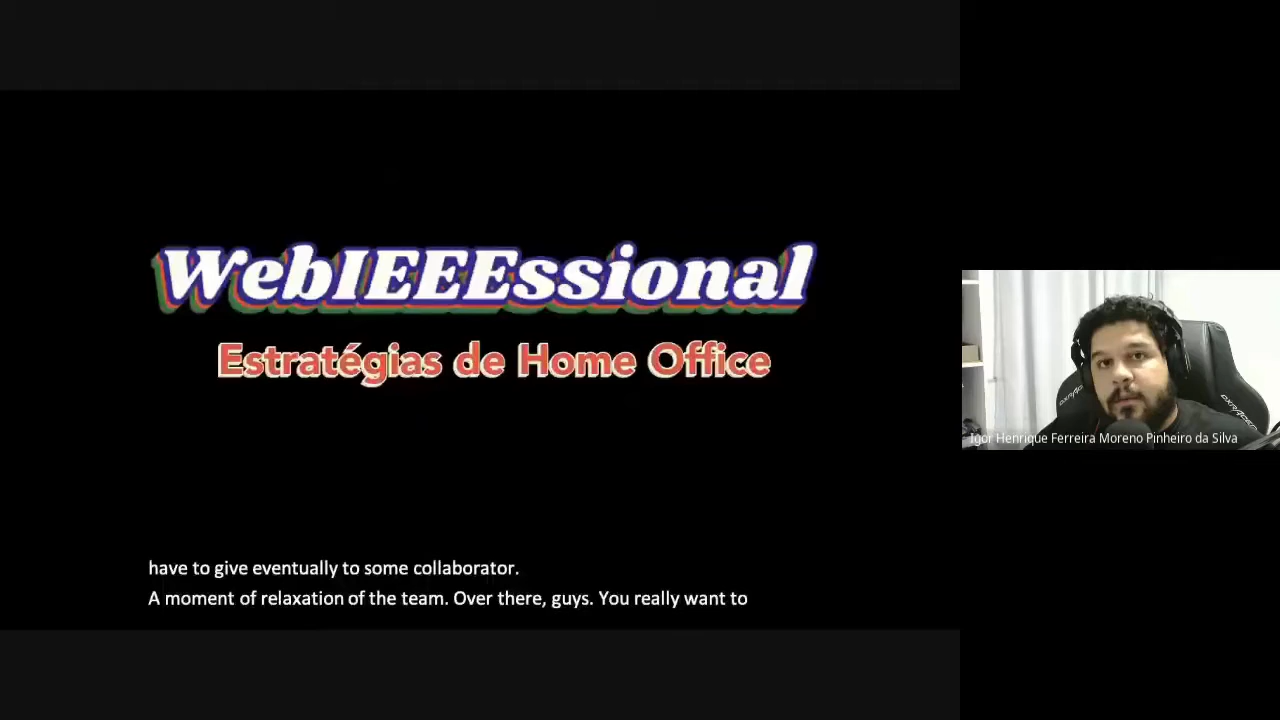 WebIEEEssional
Estratégias de Home Office
Igor Henrique Ferreira Moreno Pinheiro da Silva
have to give eventually to some collaborator.
A moment of relaxation of the team. Over there, guys. You really want to